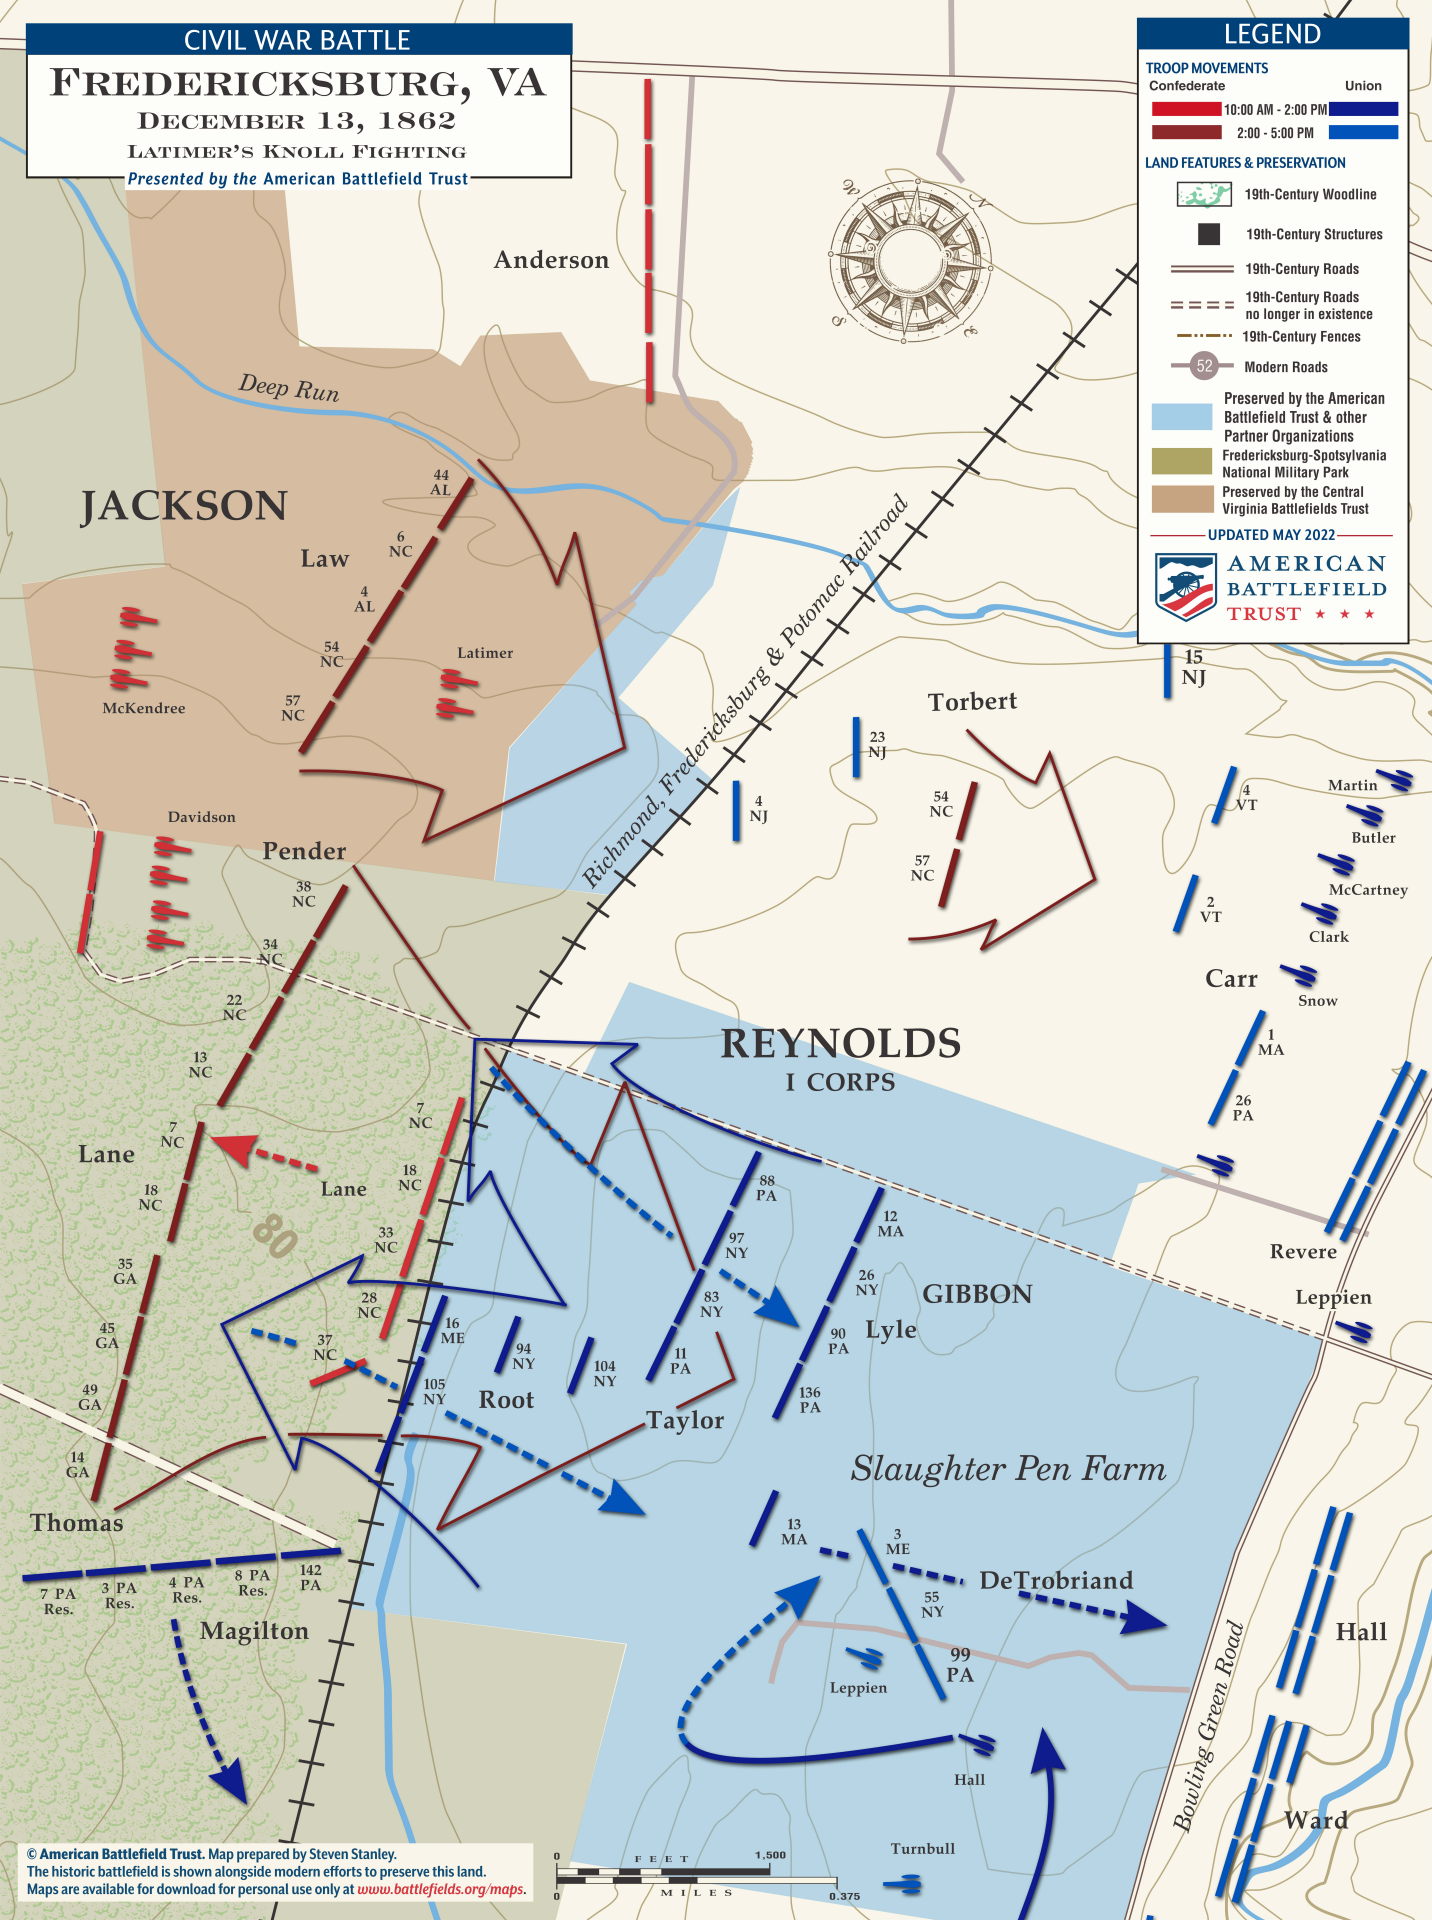 CIVIL WAR BATTLE
FREDERICKSBURG, VA
DECEMBER 13, 1862
LATIMER'S KNOLL FIGHTING
Presented by the American Battlefield Trust
LEGEND
TROOP MOVEMENTS
Confederate Union
10:00 AM - 2:00 PM
2:00 - 5:00 PM
LAND FEATURES & PRESERVATION
19th-Century Woodline
19th-Century Structures
19th-Century Roads
19th-Century Roads
no longer in existence
19th-Century Fences
52 Modern Roads
Preserved by the American
Battlefield Trust & other
Partner Organizations
Fredericksburg-Spotsylvania
National Military Park
Preserved by the Central
Virginia Battlefields Trust
UPDATED MAY 2022
AMERICAN
BATTLEFIELD
TRUST
W
N
S
E
Anderson
Deep Run
JACKSON
Law
44
AL
6
NC
4
AL
54
NC
57
NC
McKendree
Latimer
Richmond, Fredericksburg & Potomac Railroad
15
NJ
Torbert
23
NJ
4
NJ
54
NC
57
NC
4
VT
2
VT
Martin
Butler
McCartney
Clark
Carr
Snow
1
MA
26
PA
Davidson
Pender
38
NC
34
NC
22
NC
13
NC
REYNOLDS
I CORPS
Lane
7
NC
18
NC
Lane
7
NC
18
NC
33
NC
28
NC
37
NC
80
35
GA
45
GA
49
GA
14
GA
Thomas
88
PA
97
NY
83
NY
11
PA
12
MA
26
NY
90
PA
136
PA
GIBBON
Lyle
Revere
Leppien
16
ME
94
NY
104
NY
105
NY
Root
Taylor
Slaughter Pen Farm
13
MA
3
ME
55
NY
99
PA
DeTrobriand
7 PA
Res.
3 PA
Res.
4 PA
Res.
8 PA
Res.
142
PA
Magilton
Leppien
Hall
Hall
Bowling Green Road
Ward
Turnbull
© American Battlefield Trust. Map prepared by Steven Stanley.
The historic battlefield is shown alongside modern efforts to preserve this land.
Maps are available for download for personal use only at www.battlefields.org/maps.
0 FEET 1,500
0 MILES 0.375